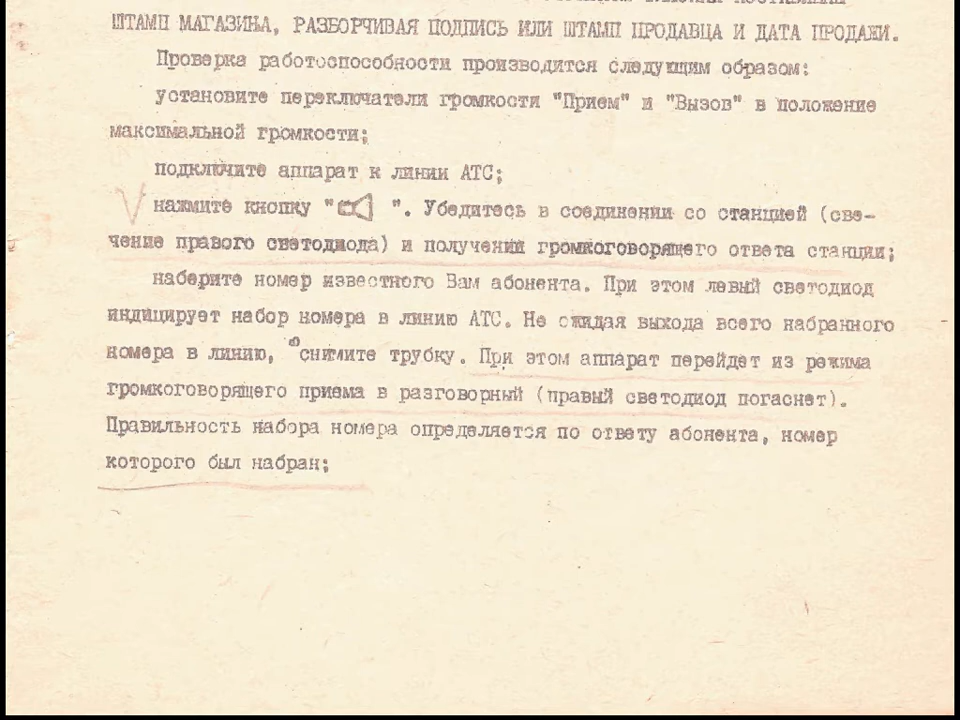 ШТАМП МАГАЗИНА, РАЗБОРЧИВАЯ ПОДПИСЬ ИЛИ ШТАМП ПРОДАВЦА И ДАТА ПРОДАЖИ.
Проверка работоспособности производится следующим образом:
установите переключатели громкости "Прием" и "Вызов" в положение
максимальной громкости;
подключите аппарат к линии АТС;
нажмите кнопку " ". Убедитесь в соединении со станцией (све-
чение правого светодиода) и получении громкоговорящего ответа станции;
наберите номер известного Вам абонента. При этом левый светодиод
индицирует набор номера в линию АТС. Не ожидая выхода всего набранного
номера в линию, снимите трубку. При этом аппарат перейдет из режима
громкоговорящего приема в разговорный (правый светодиод погаснет).
Правильность набора номера определяется по ответу абонента, номер
которого был набран;